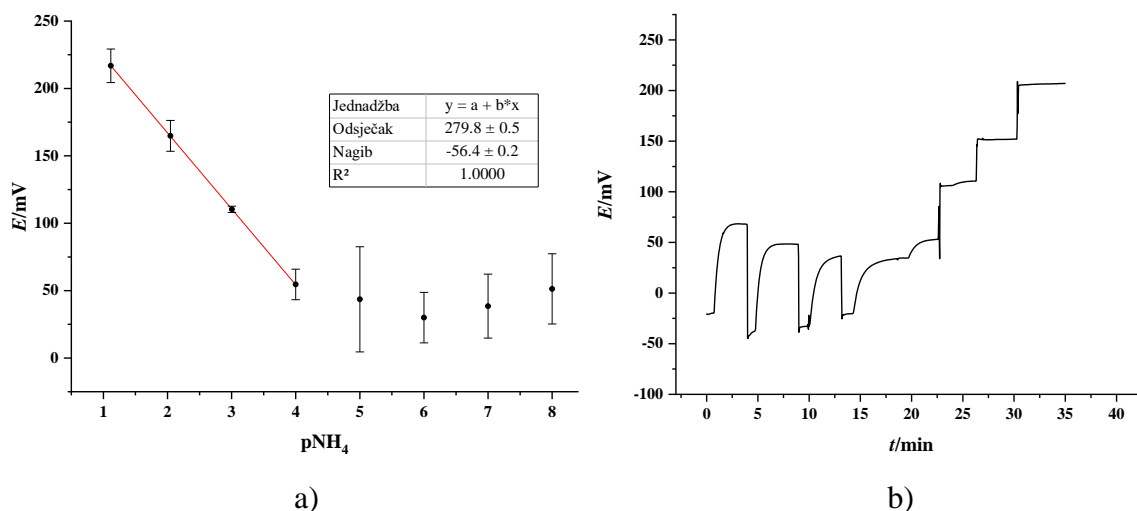 250
200
150
100
50
0
E/mV
1 2 3 4 5 6 7 8
pNH₄
Jednadžba y = a + b*x
Odsječak 279.8 ± 0.5
Nagib -56.4 ± 0.2
R² 1.0000
a)
250
200
150
100
50
0
-50
-100
E/mV
0 5 10 15 20 25 30 35 40
t/min
b)